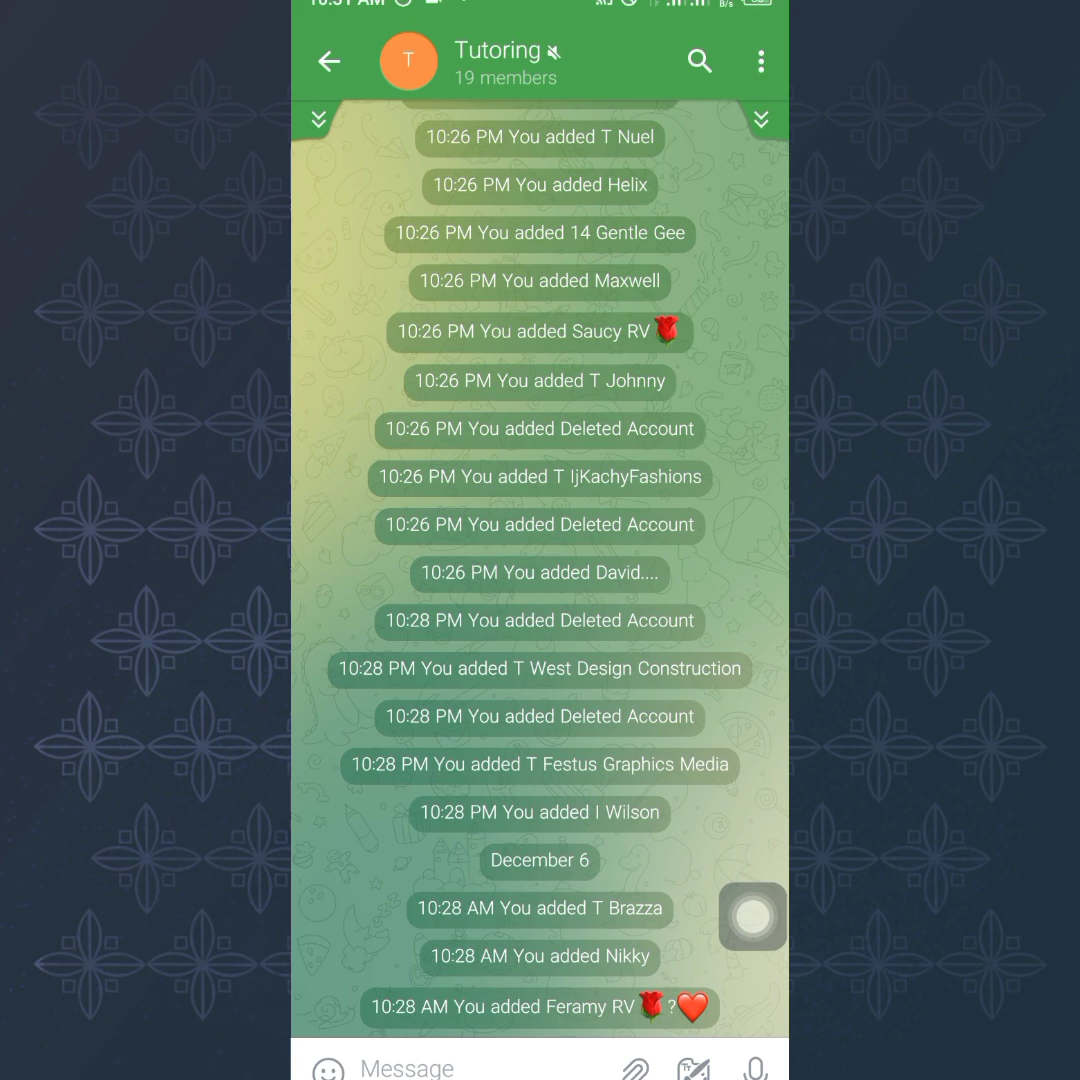 10:31 AM
B/s
T
Tutoring
19 members
10:26 PM You added T Nuel
10:26 PM You added Helix
10:26 PM You added 14 Gentle Gee
10:26 PM You added Maxwell
10:26 PM You added Saucy RV🌹
10:26 PM You added T Johnny
10:26 PM You added Deleted Account
10:26 PM You added T IjKachyFashions
10:26 PM You added Deleted Account
10:26 PM You added David....
10:28 PM You added Deleted Account
10:28 PM You added T West Design Construction
10:28 PM You added Deleted Account
10:28 PM You added T Festus Graphics Media
10:28 PM You added I Wilson
December 6
10:28 AM You added T Brazza
10:28 AM You added Nikky
10:28 AM You added Feramy RV🌹?❤️
Message